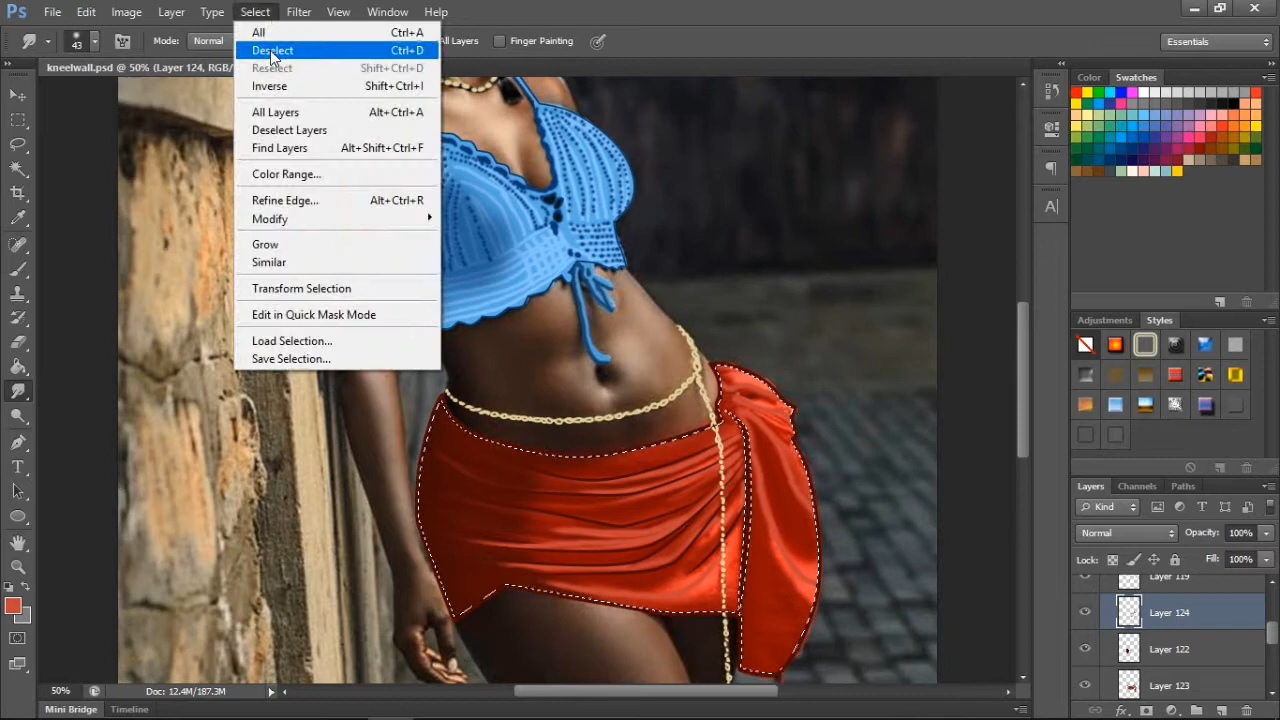 Ps File Edit Image Layer Type Select Filter View Window Help
43 Mode: Normal All Layers Finger Painting Essentials
kneelwall.psd @ 50% (Layer 124, RGB/
All Ctrl+A
Deselect Ctrl+D
Reselect Shift+Ctrl+D
Inverse Shift+Ctrl+I
All Layers Alt+Ctrl+A
Deselect Layers
Find Layers Alt+Shift+Ctrl+F
Color Range...
Refine Edge... Alt+Ctrl+R
Modify
Grow
Similar
Transform Selection
Edit in Quick Mask Mode
Load Selection...
Save Selection...
Color Swatches
Adjustments Styles
Layers Channels Paths
Kind
Normal Opacity: 100%
Lock: Fill: 100%
Layer 119
Layer 124
Layer 122
Layer 123
50% Doc: 12.4M/187.3M
Mini Bridge Timeline